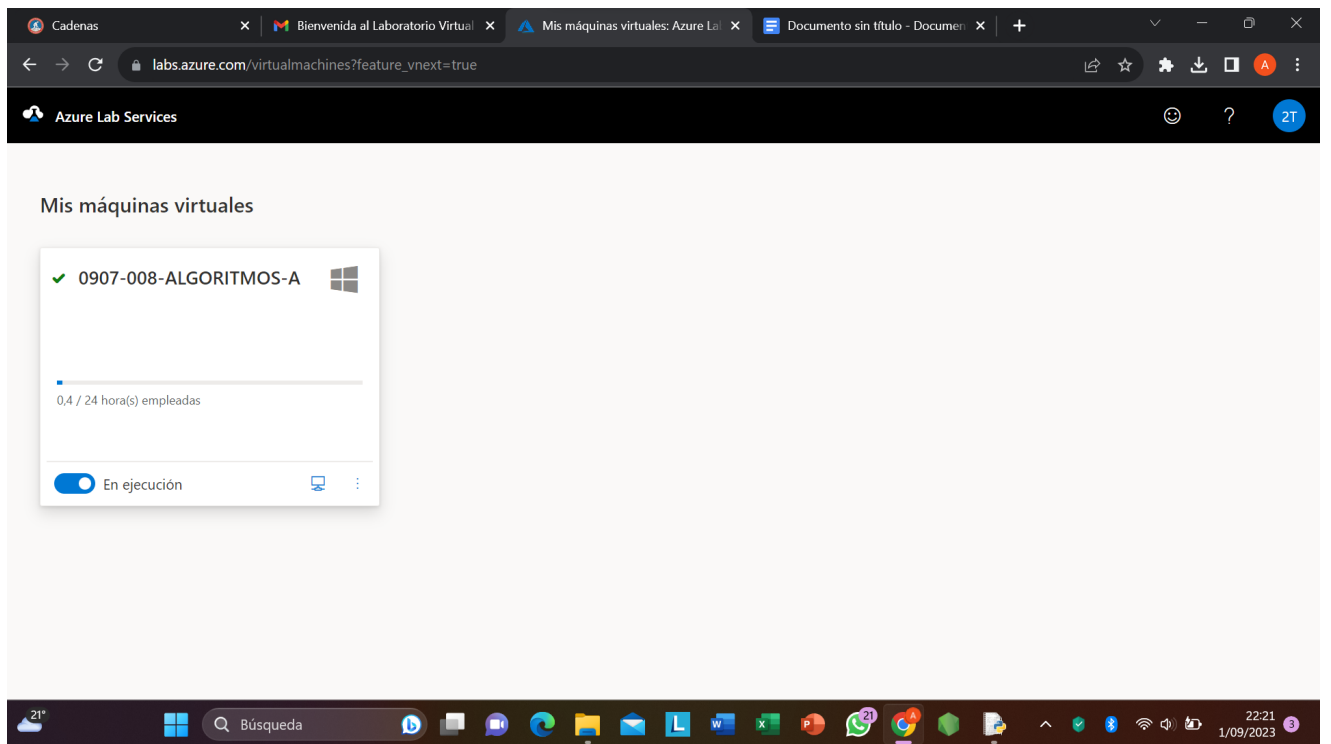 Cadenas
Bienvenida al Laboratorio Virtual
Mis máquinas virtuales: Azure Lal
Documento sin título - Documen
labs.azure.com/virtualmachines?feature_vnext=true
A
Azure Lab Services
?
2T
Mis máquinas virtuales
0907-008-ALGORITMOS-A
0,4 / 24 hora(s) empleadas
En ejecución
21°
Búsqueda
b
L
W
X
P
21
A
22:21
1/09/2023
3